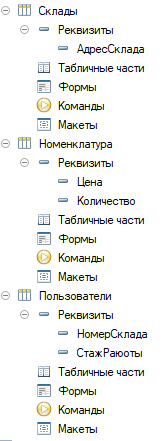 Склады
Реквизиты
АдресСклада
Табличные части
Формы
Команды
Макеты
Номенклатура
Реквизиты
Цена
Количество
Табличные части
Формы
Команды
Макеты
Пользователи
Реквизиты
НомерСклада
СтажРаюоты
Табличные части
Формы
Команды
Макеты